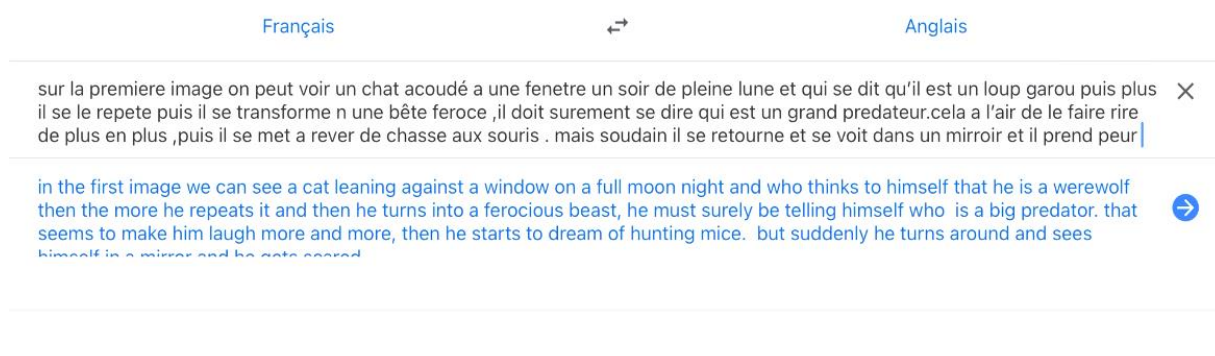 Français
Anglais
sur la premiere image on peut voir un chat acoudé a une fenetre un soir de pleine lune et qui se dit qu’il est un loup garou puis plus
il se le repete puis il se transforme n une bête feroce ,il doit surement se dire qui est un grand predateur.cela a l’air de le faire rire
de plus en plus ,puis il se met a rever de chasse aux souris . mais soudain il se retourne et se voit dans un mirroir et il prend peur
in the first image we can see a cat leaning against a window on a full moon night and who thinks to himself that he is a werewolf
then the more he repeats it and then he turns into a ferocious beast, he must surely be telling himself who  is a big predator. that
seems to make him laugh more and more, then he starts to dream of hunting mice.  but suddenly he turns around and sees
himself in a mirror and he gets scared